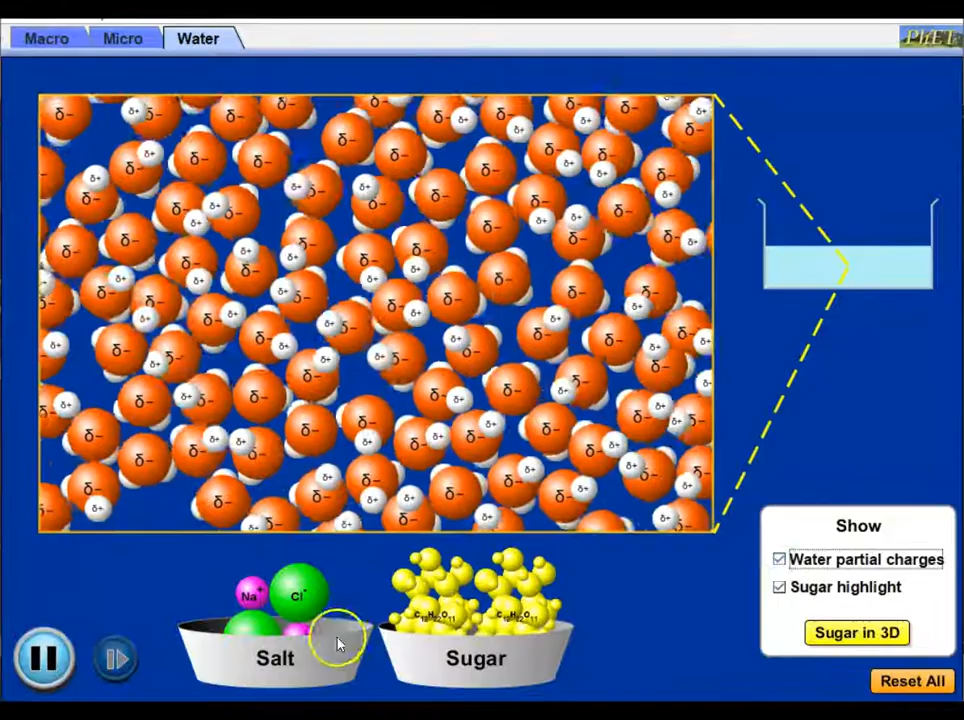 Macro
Micro
Water
PhET
Show
Water partial charges
Sugar highlight
Sugar in 3D
Reset All
Na+
Cl-
C12H22O11
C12H22O11
Salt
Sugar
δ-
δ+